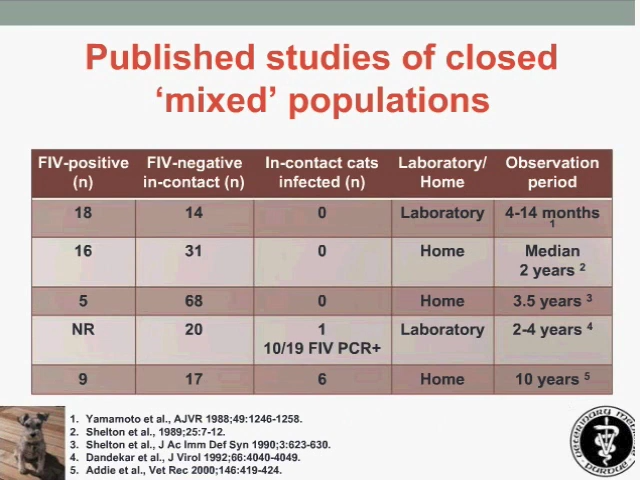 Published studies of closed
‘mixed’ populations
FIV-positive (n) FIV-negative in-contact (n) In-contact cats infected (n) Laboratory/ Home Observation period
18 14 0 Laboratory 4-14 months 1
16 31 0 Home Median 2 years 2
5 68 0 Home 3.5 years 3
NR 20 1 10/19 FIV PCR+ Laboratory 2-4 years 4
9 17 6 Home 10 years 5
1. Yamamoto et al., AJVR 1988;49:1246-1258.
2. Shelton et al., 1989;25:7-12.
3. Shelton et al., J Ac Imm Def Syn 1990;3:623-630.
4. Dandekar et al., J Virol 1992;66:4040-4049.
5. Addie et al., Vet Rec 2000;146:419-424.
VETERINARY
PURDUE